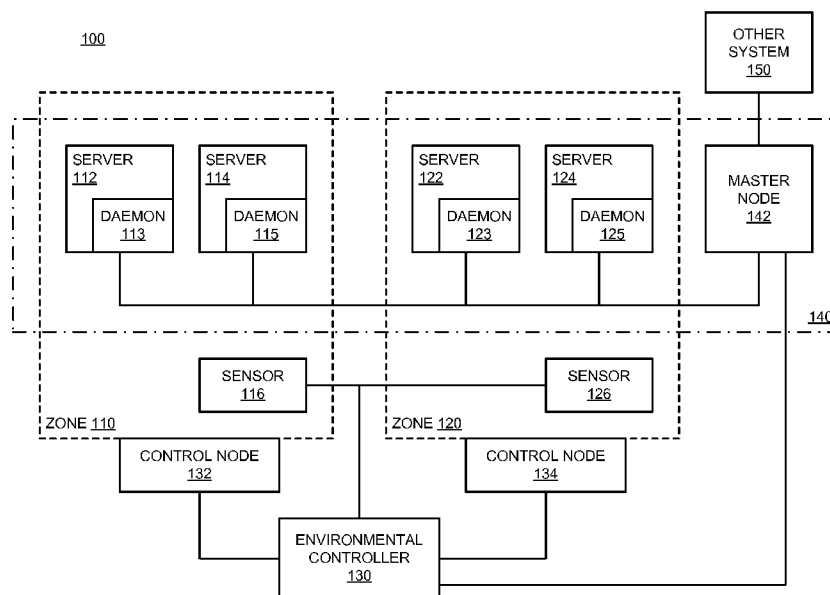 100
OTHER
SYSTEM
150
SERVER
112
DAEMON
113
SERVER
114
DAEMON
115
SERVER
122
DAEMON
123
SERVER
124
DAEMON
125
MASTER
NODE
142
140
SENSOR
116
SENSOR
126
ZONE 110
ZONE 120
CONTROL NODE
132
CONTROL NODE
134
ENVIRONMENTAL
CONTROLLER
130